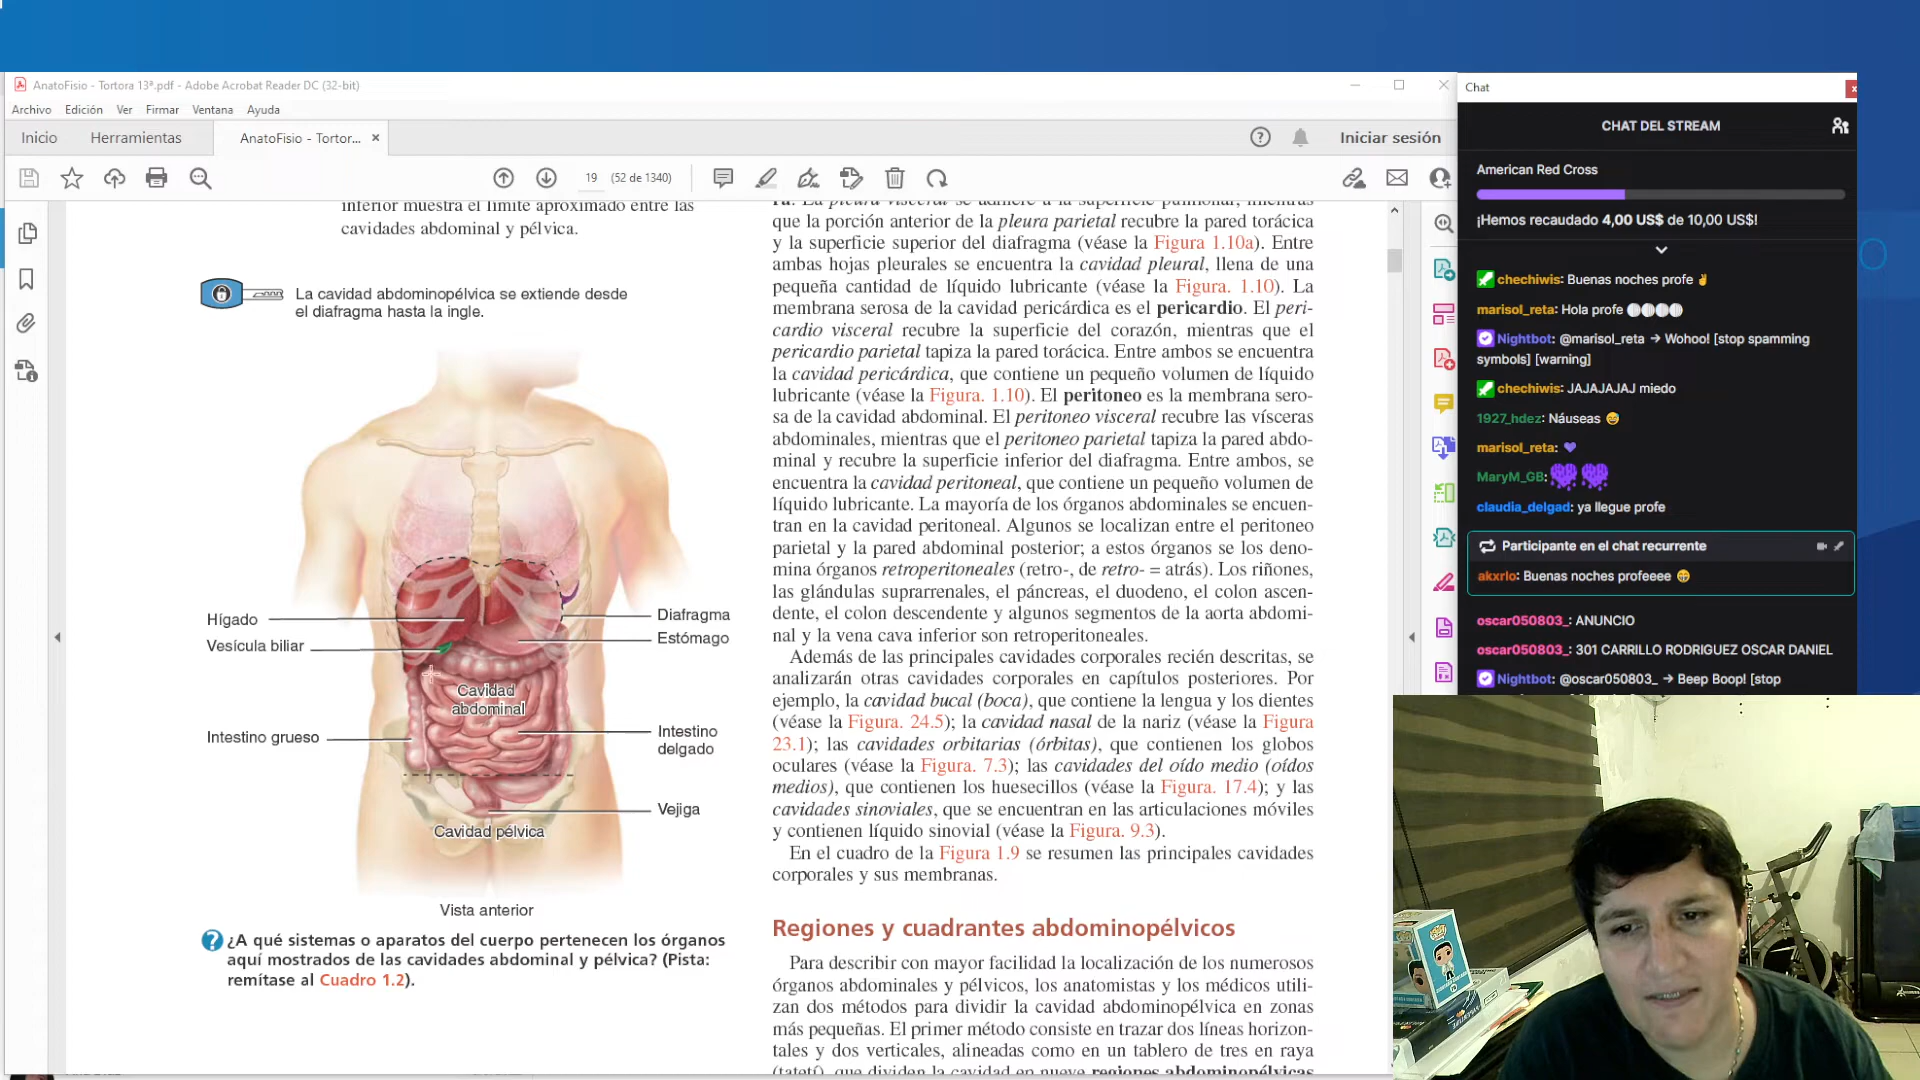 AnatoFisio - Tortora 13ª.pdf - Adobe Acrobat Reader DC (32-bit)
Archivo Edición Ver Firmar Ventana Ayuda
Inicio Herramientas AnatoFisio - Tortor... × Iniciar sesión
19 (52 de 1340)
inferior muestra el límite aproximado entre las
cavidades abdominal y pélvica.
La cavidad abdominopélvica se extiende desde
el diafragma hasta la ingle.
Hígado
Vesícula biliar
Intestino grueso
Diafragma
Estómago
Cavidad
abdominal
Intestino
delgado
Vejiga
Cavidad pélvica
Vista anterior
¿A qué sistemas o aparatos del cuerpo pertenecen los órganos
aquí mostrados de las cavidades abdominal y pélvica? (Pista:
remítase al Cuadro 1.2).
ra. La pleura visceral se adhiere a la superficie pulmonar, mientras
que la porción anterior de la pleura parietal recubre la pared torácica
y la superficie superior del diafragma (véase la Figura 1.10a). Entre
ambas hojas pleurales se encuentra la cavidad pleural, llena de una
pequeña cantidad de líquido lubricante (véase la Figura. 1.10). La
membrana serosa de la cavidad pericárdica es el pericardio. El peri-
cardio visceral recubre la superficie del corazón, mientras que el
pericardio parietal tapiza la pared torácica. Entre ambos se encuentra
la cavidad pericárdica, que contiene un pequeño volumen de líquido
lubricante (véase la Figura. 1.10). El peritoneo es la membrana sero-
sa de la cavidad abdominal. El peritoneo visceral recubre las vísceras
abdominales, mientras que el peritoneo parietal tapiza la pared abdo-
minal y recubre la superficie inferior del diafragma. Entre ambos, se
encuentra la cavidad peritoneal, que contiene un pequeño volumen de
líquido lubricante. La mayoría de los órganos abdominales se encuen-
tran en la cavidad peritoneal. Algunos se localizan entre el peritoneo
parietal y la pared abdominal posterior; a estos órganos se los deno-
mina órganos retroperitoneales (retro-, de retro- = atrás). Los riñones,
las glándulas suprarrenales, el páncreas, el duodeno, el colon ascen-
dente, el colon descendente y algunos segmentos de la aorta abdomi-
nal y la vena cava inferior son retroperitoneales.
Además de las principales cavidades corporales recién descritas, se
analizarán otras cavidades corporales en capítulos posteriores. Por
ejemplo, la cavidad bucal (boca), que contiene la lengua y los dientes
(véase la Figura. 24.5); la cavidad nasal de la nariz (véase la Figura
23.1); las cavidades orbitarias (órbitas), que contienen los globos
oculares (véase la Figura. 7.3); las cavidades del oído medio (oídos
medios), que contienen los huesecillos (véase la Figura. 17.4); y las
cavidades sinoviales, que se encuentran en las articulaciones móviles
y contienen líquido sinovial (véase la Figura. 9.3).
En el cuadro de la Figura 1.9 se resumen las principales cavidades
corporales y sus membranas.
Regiones y cuadrantes abdominopélvicos
Para describir con mayor facilidad la localización de los numerosos
órganos abdominales y pélvicos, los anatomistas y los médicos utili-
zan dos métodos para dividir la cavidad abdominopélvica en zonas
más pequeñas. El primer método consiste en trazar dos líneas horizon-
tales y dos verticales, alineadas como en un tablero de tres en raya
(tatetí), que dividen la cavidad en nueve regiones abdominopélvicas
Chat
CHAT DEL STREAM
American Red Cross
¡Hemos recaudado 4,00 US$ de 10,00 US$!
chechiwis: Buenas noches profe ✌
marisol_reta: Hola profe
Nightbot: @marisol_reta → Wohoo! [stop spamming
symbols] [warning]
chechiwis: JAJAJAJAJ miedo
1927_hdez: Náuseas 😅
marisol_reta: 💜
MaryM_GB:
claudia_delgad: ya llegue profe
Participante en el chat recurrente
akxrlo: Buenas noches profeeee 😁
oscar050803_: ANUNCIO
oscar050803_: 301 CARRILLO RODRIGUEZ OSCAR DANIEL
Nightbot: @oscar050803_ → Beep Boop! [stop